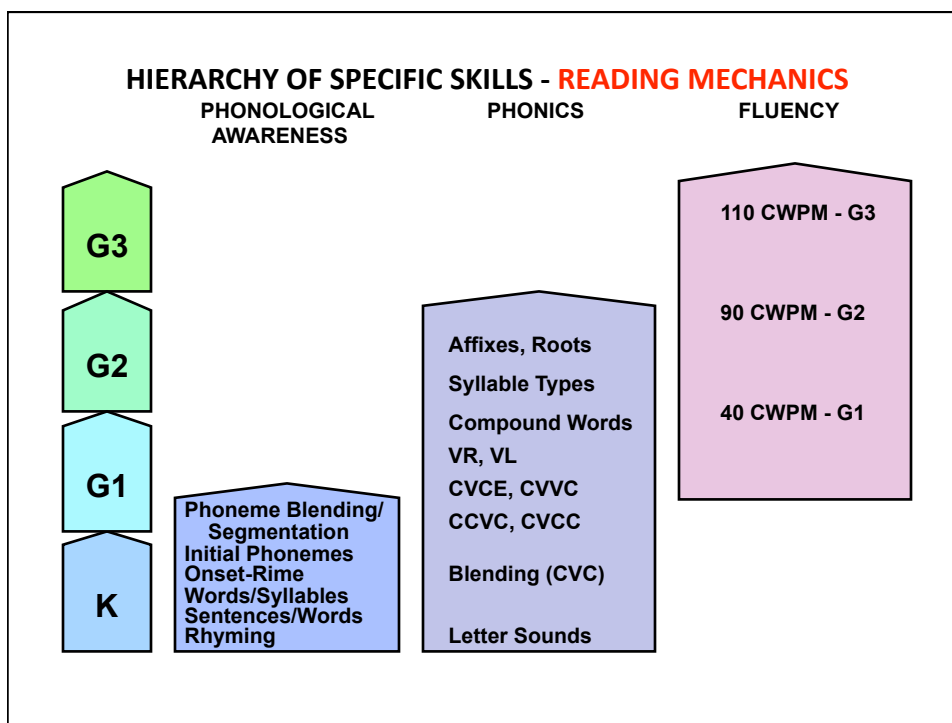 HIERARCHY OF SPECIFIC SKILLS - READING MECHANICS
PHONOLOGICAL
AWARENESS
PHONICS
FLUENCY
G3
G2
G1
K
Phoneme Blending/
Segmentation
Initial Phonemes
Onset-Rime
Words/Syllables
Sentences/Words
Rhyming
Affixes, Roots
Syllable Types
Compound Words
VR, VL
CVCE, CVVC
CCVC, CVCC
Blending (CVC)
Letter Sounds
110 CWPM - G3
90 CWPM - G2
40 CWPM - G1